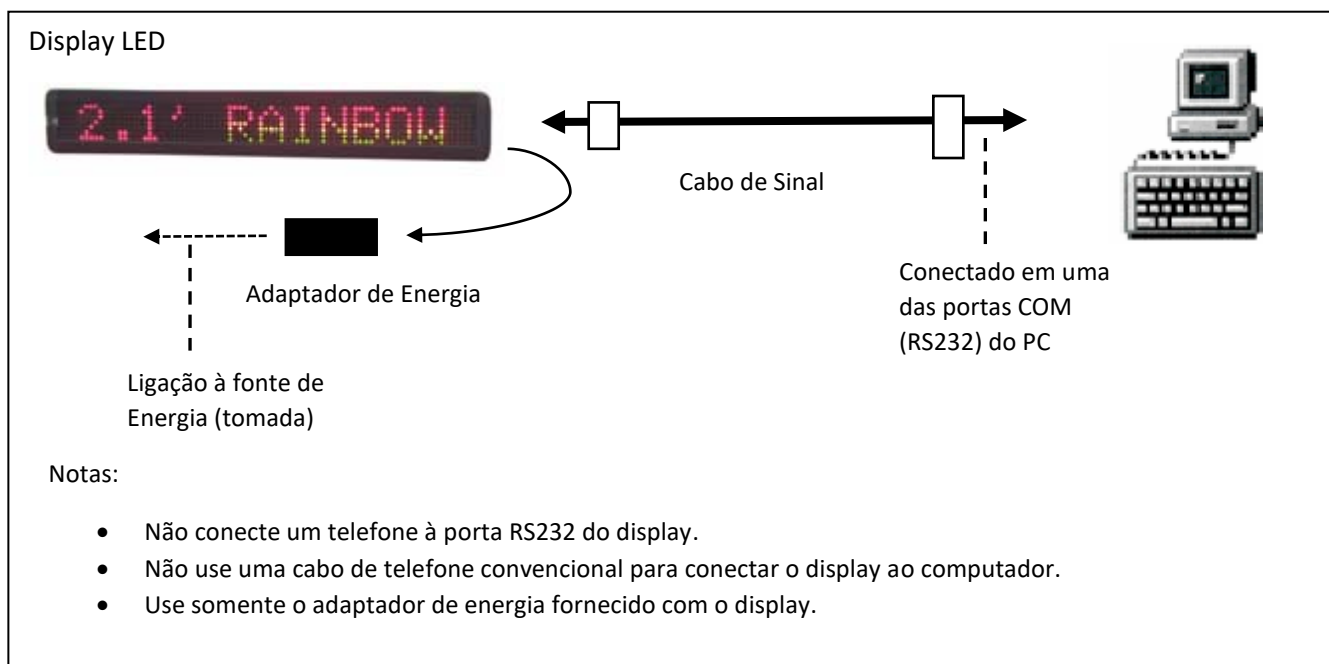 Display LED
2.1' RAINBOW
Cabo de Sinal
Adaptador de Energia
Conectado em uma
das portas COM
(RS232) do PC
Ligação à fonte de
Energia (tomada)
Notas:
• Não conecte um telefone à porta RS232 do display.
• Não use uma cabo de telefone convencional para conectar o display ao computador.
• Use somente o adaptador de energia fornecido com o display.